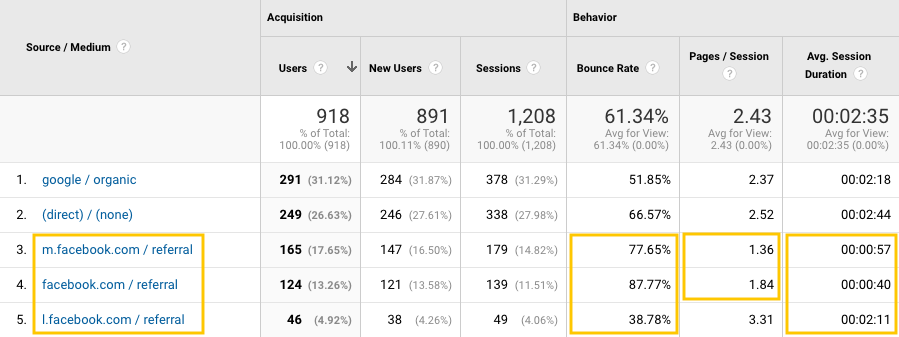 Acquisition Behavior
Source / Medium ? Users ? ↓ New Users ? Sessions ? Bounce Rate ? Pages / Session ? Avg. Session Duration ?
918 891 1,208 61.34% 2.43 00:02:35
% of Total: % of Total: % of Total: Avg for View: Avg for View: Avg for View:
100.00% (918) 100.11% (890) 100.00% (1,208) 61.34% (0.00%) 2.43 (0.00%) 00:02:35 (0.00%)
1. google / organic 291 (31.12%) 284 (31.87%) 378 (31.29%) 51.85% 2.37 00:02:18
2. (direct) / (none) 249 (26.63%) 246 (27.61%) 338 (27.98%) 66.57% 2.52 00:02:44
3. m.facebook.com / referral 165 (17.65%) 147 (16.50%) 179 (14.82%) 77.65% 1.36 00:00:57
4. facebook.com / referral 124 (13.26%) 121 (13.58%) 139 (11.51%) 87.77% 1.84 00:00:40
5. l.facebook.com / referral 46 (4.92%) 38 (4.26%) 49 (4.06%) 38.78% 3.31 00:02:11